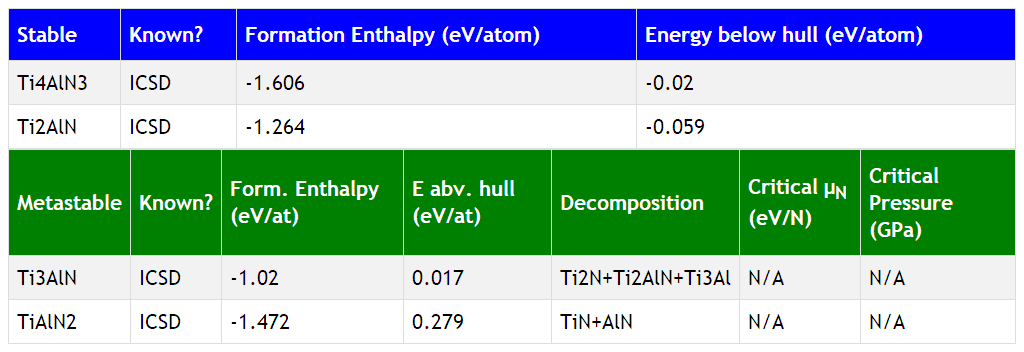 Stable Known? Formation Enthalpy (eV/atom) Energy below hull (eV/atom)
Ti4AlN3 ICSD -1.606 -0.02
Ti2AlN ICSD -1.264 -0.059
Metastable Known? Form. Enthalpy (eV/at) E abv. hull (eV/at) Decomposition Critical μN (eV/N) Critical Pressure (GPa)
Ti3AlN ICSD -1.02 0.017 Ti2N+Ti2AlN+Ti3Al N/A N/A
TiAlN2 ICSD -1.472 0.279 TiN+AlN N/A N/A